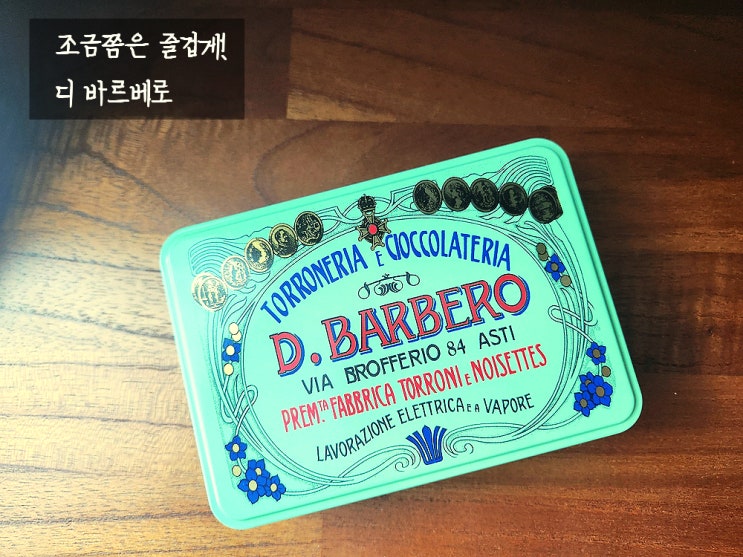 조금쯤은 즐겁게!
디 바르베로
TORRONERIA E CIOCCOLATERIA
D. BARBERO
VIA BROFFERIO 84 ASTI
PREM.TA FABBRICA TORRONI E NOISETTES
LAVORAZIONE ELETTRICA E A VAPORE